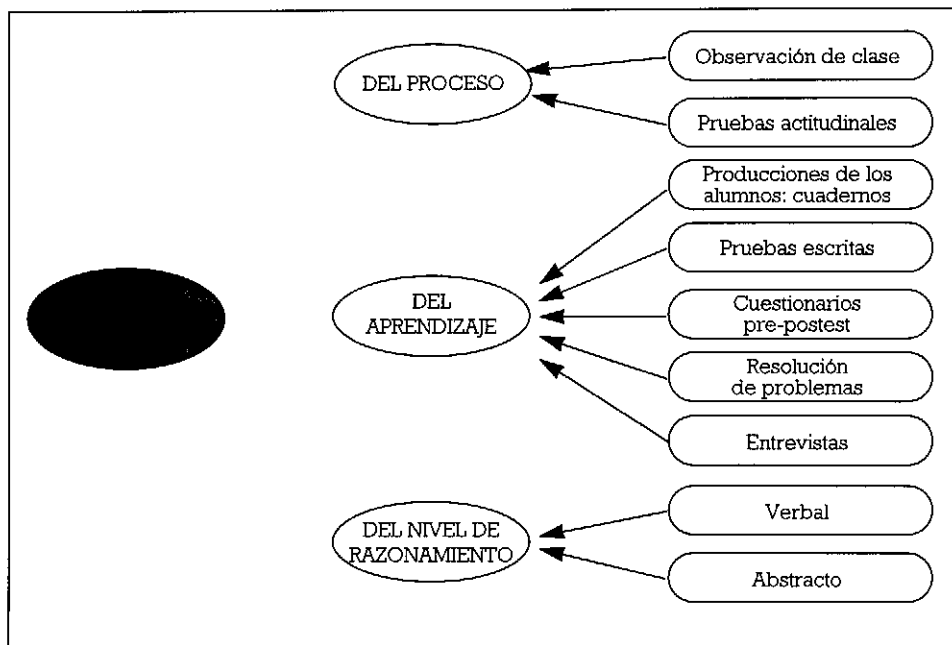 DEL PROCESO
Observación de clase
Pruebas actitudinales
DEL
APRENDIZAJE
Producciones de los
alumnos: cuadernos
Pruebas escritas
Cuestionarios
pre-postest
Resolución
de problemas
Entrevistas
DEL NIVEL DE
RAZONAMIENTO
Verbal
Abstracto